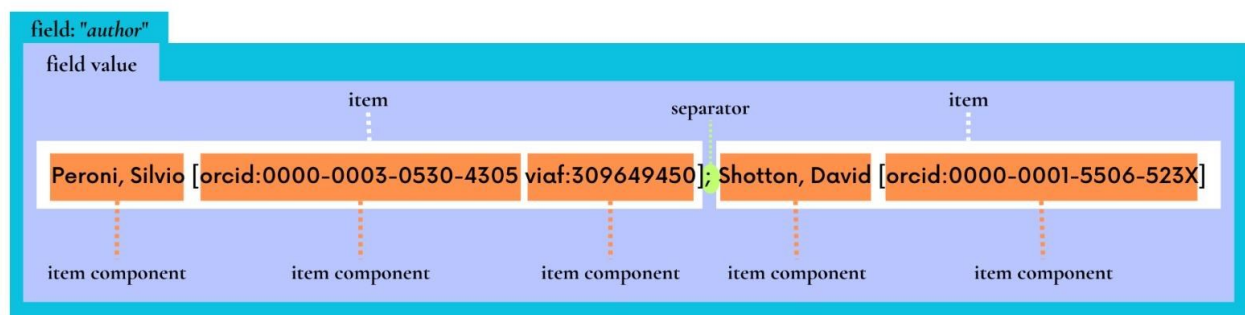 field: "author"
field value
item separator item
Peroni, Silvio [orcid:0000-0003-0530-4305 viaf:309649450]; Shotton, David [orcid:0000-0001-5506-523X]
item component item component item component item component item component